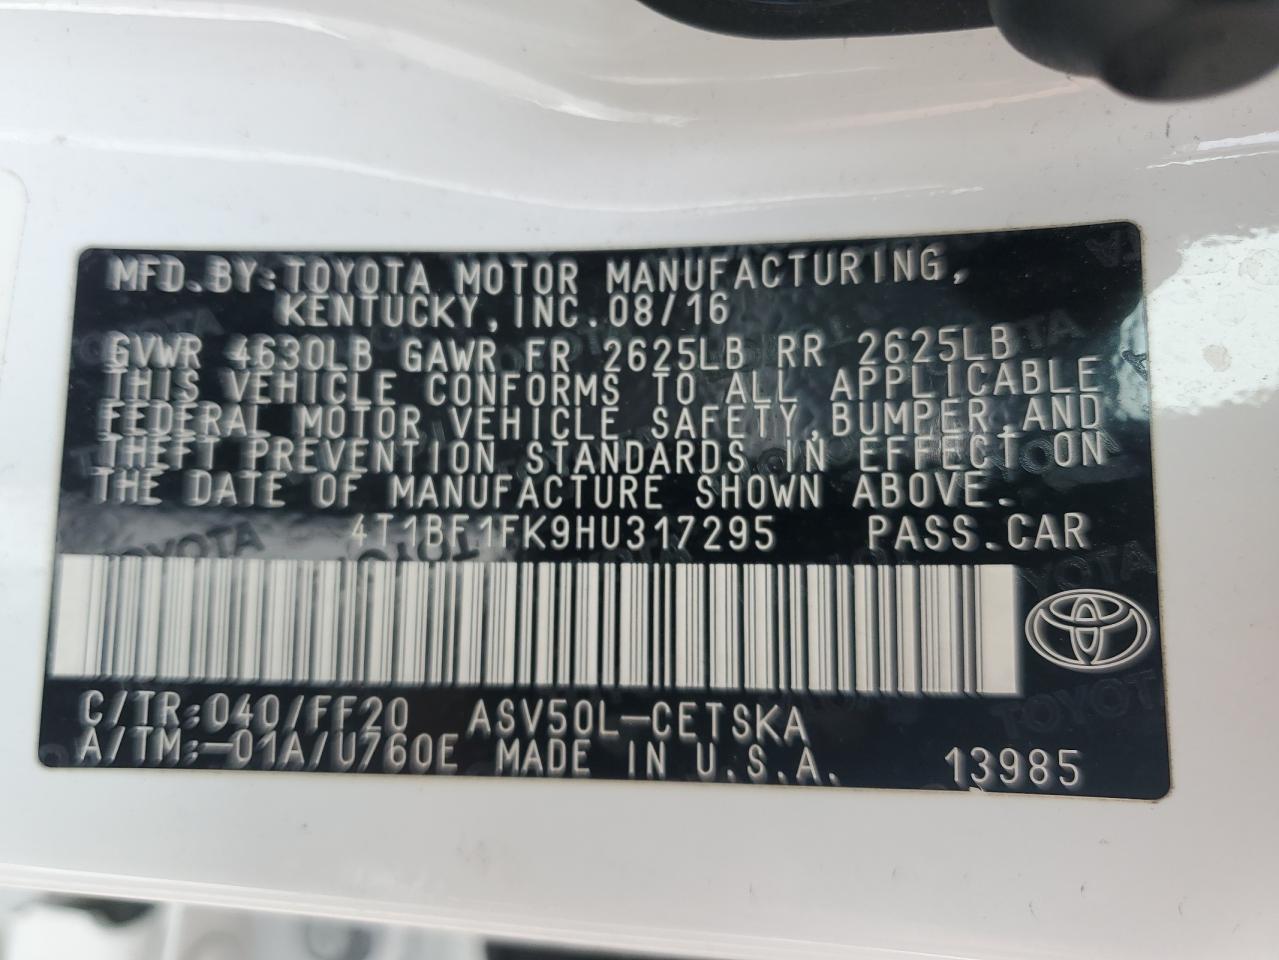 MFD.BY:TOYOTA MOTOR MANUFACTURING,
KENTUCKY,INC.08/16
GVWR 4630LB GAWR FR 2625LB RR 2625LB
THIS VEHICLE CONFORMS TO ALL APPLICABLE
FEDERAL MOTOR VEHICLE SAFETY,BUMPER,AND
THEFT PREVENTION STANDARDS IN EFFECT ON
THE DATE OF MANUFACTURE SHOWN ABOVE.
4T1BF1FK9HU317295 PASS.CAR
C/TR:040/FF20 ASV50L-CETSKA
A/TM:-01A/U760E MADE IN U.S.A. 13985